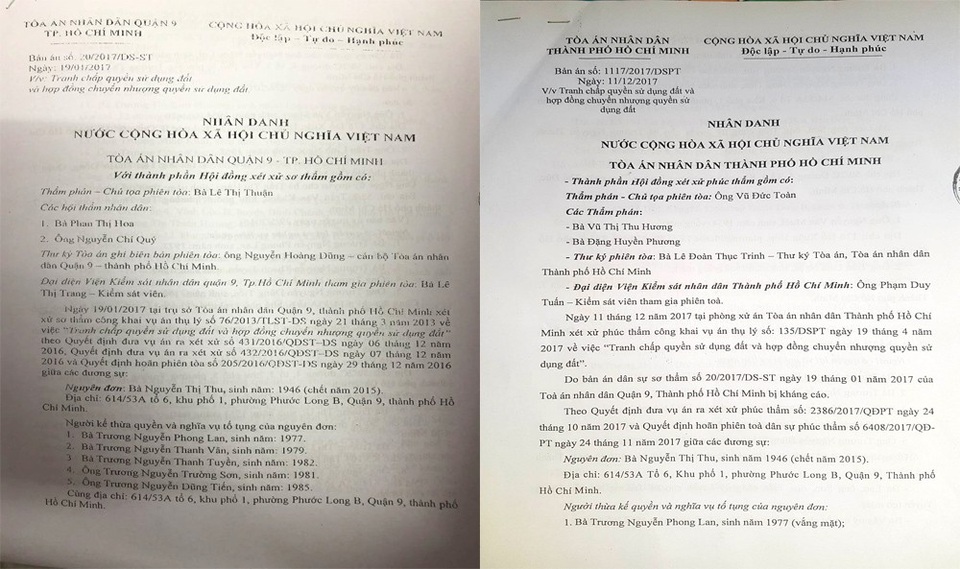 TÒA ÁN NHÂN DÂN QUẬN 9
TP. HỒ CHÍ MINH
CỘNG HÒA XÃ HỘI CHỦ NGHĨA VIỆT NAM
Độc lập - Tự do - Hạnh phúc
Bản án số: 20/2017/DS-ST
Ngày: 19/01/2017
V/v: Tranh chấp quyền sử dụng đất
và hợp đồng chuyển nhượng quyền sử dụng đất.
NHÂN DANH
NƯỚC CỘNG HÒA XÃ HỘI CHỦ NGHĨA VIỆT NAM
TÒA ÁN NHÂN DÂN QUẬN 9 - TP. HỒ CHÍ MINH
Với thành phần Hội đồng xét xử sơ thẩm gồm có:
Thẩm phán – Chủ tọa phiên tòa: Bà Lê Thị Thuận
Các hội thẩm nhân dân:
1. Bà Phan Thị Hoa
2. Ông Nguyễn Chí Quý
Thư ký Tòa án ghi biên bản phiên tòa: ông Nguyễn Hoàng Dũng – cán bộ Tòa án nhân
dân Quận 9 – thành phố Hồ Chí Minh.
Đại diện Viện Kiểm sát nhân dân quận 9, Tp.Hồ Chí Minh tham gia phiên tòa: Bà Lê
Thị Trang – Kiểm sát viên.
Ngày 19/01/2017 tại trụ sở Tòa án nhân dân Quận 9, thành phố Hồ Chí Minh xét
xử sơ thẩm công khai vụ án thụ lý số 76/2013/TLST-DS ngày 21 tháng 3 năm 2013 về
việc "Tranh chấp quyền sử dụng đất và hợp đồng chuyển nhượng quyền sử dụng đất"
theo Quyết định đưa vụ án ra xét xử số 431/2016/QĐST–DS ngày 06 tháng 12 năm
2016, Quyết định đưa vụ án ra xét xử số 432/2016/QĐST–DS ngày 07 tháng 12 năm
2016 và Quyết định hoãn phiên tòa số 205/2016/QĐST-DS ngày 29 tháng 12 năm 2016
giữa các đương sự:
Nguyên đơn: Bà Nguyễn Thị Thu, sinh năm: 1946 (chết năm 2015).
Địa chỉ: 614/53A tổ 6, khu phố 1, phường Phước Long B, Quận 9, thành phố Hồ
Chí Minh.
Người kế thừa quyền và nghĩa vụ tố tụng của nguyên đơn:
1. Bà Trương Nguyễn Phong Lan, sinh năm: 1977.
2. Bà Trương Nguyễn Thanh Vân, sinh năm: 1979.
3. Bà Trương Nguyễn Thanh Tuyền, sinh năm: 1982.
4. Ông Trương Nguyễn Trường Sơn, sinh năm: 1981.
5. Ông Trương Nguyễn Dũng Tiến, sinh năm: 1985.
Cùng địa chỉ: 614/53A tổ 6, khu phố 1, phường Phước Long B, Quận 9, thành phố
Hồ Chí Minh.
TÒA ÁN NHÂN DÂN
THÀNH PHỐ HỒ CHÍ MINH
CỘNG HÒA XÃ HỘI CHỦ NGHĨA VIỆT NAM
Độc lập - Tự do - Hạnh phúc
Bản án số: 1117/2017/DSPT
Ngày: 11/12/2017
V/v Tranh chấp quyền sử dụng đất và
hợp đồng chuyển nhượng quyền sử
dụng đất
NHÂN DANH
NƯỚC CỘNG HÒA XÃ HỘI CHỦ NGHĨA VIỆT NAM
TÒA ÁN NHÂN DÂN THÀNH PHỐ HỒ CHÍ MINH
- Thành phần Hội đồng xét xử phúc thẩm gồm có:
Thẩm phán - Chủ tọa phiên tòa: Ông Vũ Đức Toàn
Các Thẩm phán:
- Bà Vũ Thị Thu Hương
- Bà Đặng Huyền Phương
- Thư ký phiên tòa: Bà Lê Đoàn Thục Trinh – Thư ký Tòa án, Tòa án nhân dân
Thành phố Hồ Chí Minh
- Đại diện Viện Kiểm sát nhân dân Thành phố Hồ Chí Minh: Ông Phạm Duy
Tuấn – Kiểm sát viên tham gia phiên toà.
Ngày 11 tháng 12 năm 2017 tại phòng xử án Tòa án nhân dân Thành phố Hồ Chí
Minh xét xử phúc thẩm công khai vụ án thụ lý số: 135/DSPT ngày 19 tháng 4 năm
2017 về việc "Tranh chấp quyền sử dụng đất và hợp đồng chuyển nhượng quyền sử
dụng đất".
Do bản án dân sự sơ thẩm số 20/2017/DS-ST ngày 19 tháng 01 năm 2017 của
Toà án nhân dân Quận 9, Thành phố Hồ Chí Minh bị kháng cáo.
Theo Quyết định đưa vụ án ra xét xử phúc thẩm số: 2386/2017/QĐPT ngày 24
tháng 10 năm 2017 và Quyết định hoãn phiên toà dân sự phúc thẩm số 6408/2017/QĐ-
PT ngày 24 tháng 11 năm 2017 giữa các đương sự:
Nguyên đơn: Bà Nguyễn Thị Thu, sinh năm 1946 (chết năm 2015).
Địa chỉ: 614/53A Tổ 6, Khu phố 1, phường Phước Long B, Quận 9, Thành phố
Hồ Chí Minh.
Người thừa kế quyền và nghĩa vụ tố tụng của nguyên đơn:
1. Bà Trương Nguyễn Phong Lan, sinh năm 1977 (vắng mặt);